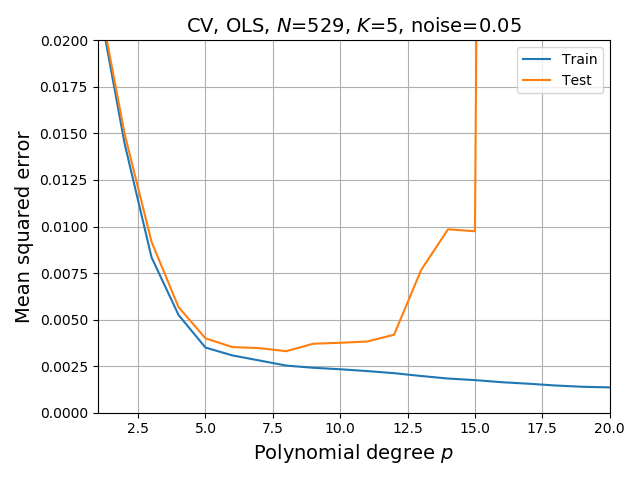 CV, OLS, N=529, K=5, noise=0.05
Train
Test
Mean squared error
0.0200
0.0175
0.0150
0.0125
0.0100
0.0075
0.0050
0.0025
0.0000
2.5 5.0 7.5 10.0 12.5 15.0 17.5 20.0
Polynomial degree p